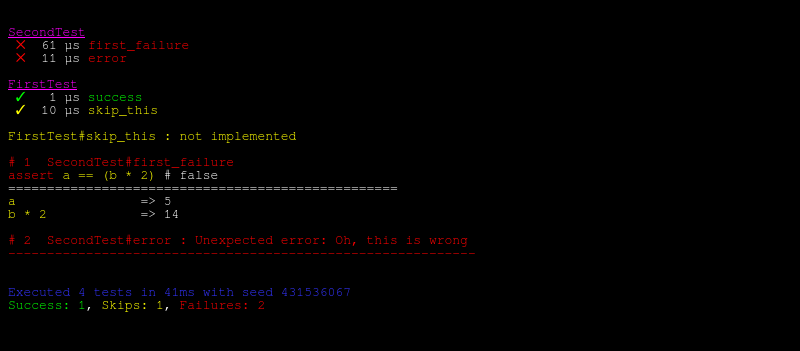 SecondTest
✗ 61 µs first_failure
✗ 11 µs error
FirstTest
✓ 1 µs success
✓ 10 µs skip_this
FirstTest#skip_this : not implemented
# 1  SecondTest#first_failure
assert a == (b * 2) # false
==================================================
a                => 5
b * 2            => 14
# 2  SecondTest#error : Unexpected error: Oh, this is wrong
------------------------------------------------------------
Executed 4 tests in 41ms with seed 431536067
Success: 1, Skips: 1, Failures: 2